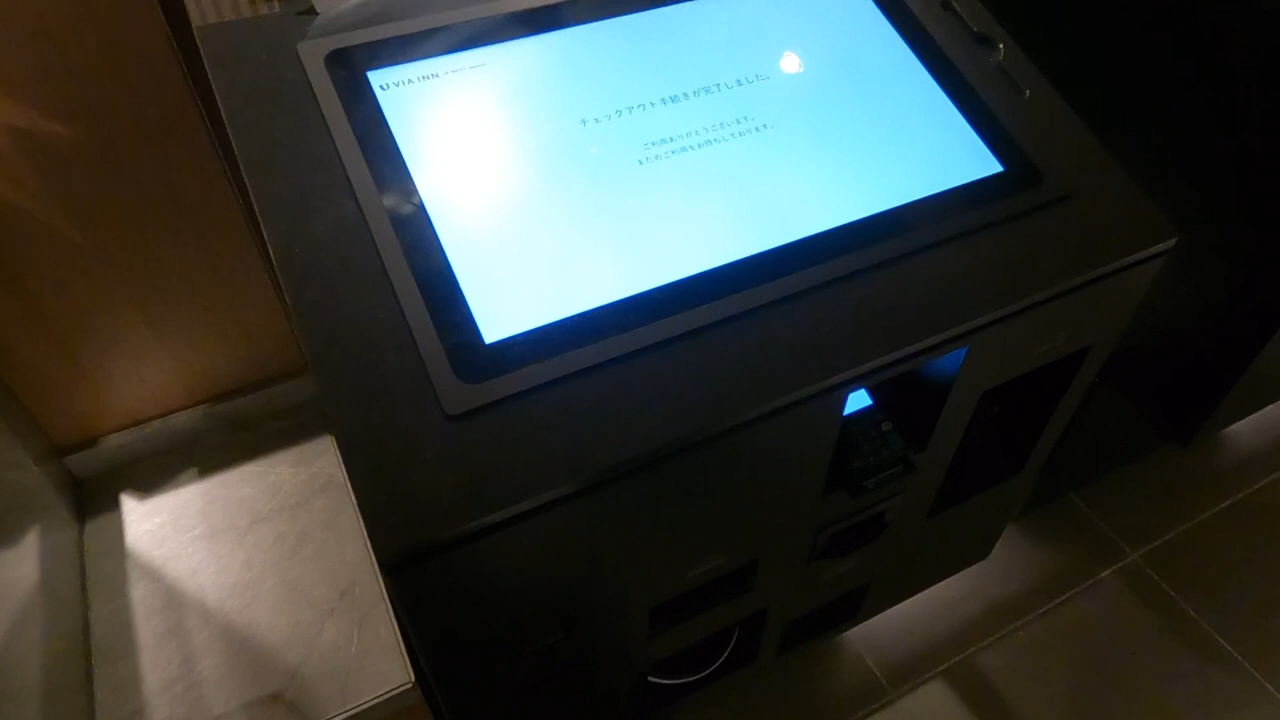 VIA INN
チェックアウト手続きが完了しました。
ご利用ありがとうございます。
またのご利用をお待ちしております。